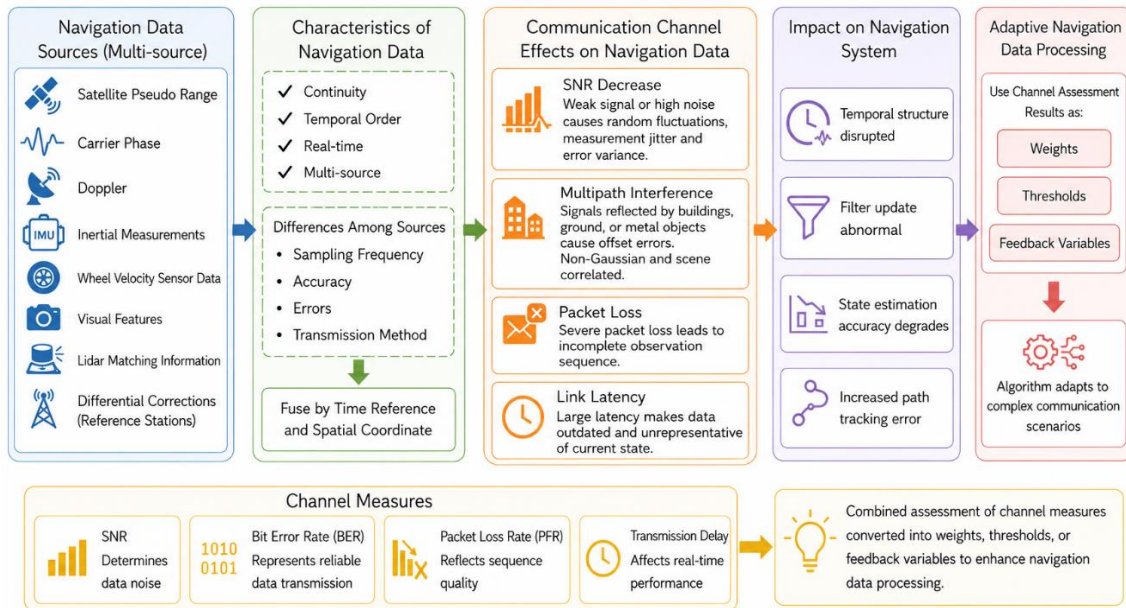 Navigation Data
Sources (Multi-source)
Satellite Pseudo Range
Carrier Phase
Doppler
IMU
Inertial Measurements
Wheel Velocity Sensor Data
Visual Features
Lidar Matching Information
Differential Corrections
(Reference Stations)
Characteristics of
Navigation Data
✓ Continuity
✓ Temporal Order
✓ Real-time
✓ Multi-source
Differences Among Sources
• Sampling Frequency
• Accuracy
• Errors
• Transmission Method
Fuse by Time Reference
and Spatial Coordinate
Communication Channel
Effects on Navigation Data
SNR Decrease
Weak signal or high noise
causes random fluctuations,
measurement jitter and
error variance.
Multipath Interference
Signals reflected by buildings,
ground, or metal objects
cause offset errors.
Non-Gaussian and scene
correlated.
Packet Loss
Severe packet loss leads to
incomplete observation
sequence.
Link Latency
Large latency makes data
outdated and unrepresentative
of current state.
Impact on Navigation
System
Temporal structure
disrupted
Filter update
abnormal
State estimation
accuracy degrades
Increased path
tracking error
Adaptive Navigation
Data Processing
Use Channel Assessment
Results as:
Weights
Thresholds
Feedback Variables
Algorithm adapts to
complex communication
scenarios
Channel Measures
SNR
Determines
data noise
1010
0101
Bit Error Rate (BER)
Represents reliable
data transmission
Packet Loss Rate (PFR)
Reflects sequence
quality
Transmission Delay
Affects real-time
performance
Combined assessment of channel measures
converted into weights, thresholds, or
feedback variables to enhance navigation
data processing.